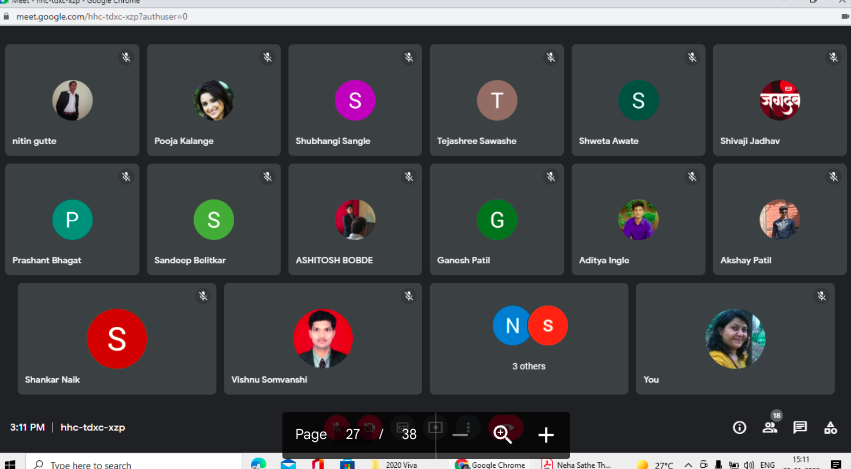 Meet - hhc-tdxc-xzp - Google Chrome
meet.google.com/hhc-tdxc-xzp?authuser=0
nitin gutte
Pooja Kalange
S
Shubhangi Sangle
T
Tejashree Sawashe
S
Shweta Awate
जगदंब
Shivaji Jadhav
P
Prashant Bhagat
S
Sandeep Belitkar
ASHITOSH BOBDE
G
Ganesh Patil
Aditya Ingle
Akshay Patil
S
Shankar Naik
Vishnu Somvanshi
N S
3 others
You
3:11 PM | hhc-tdxc-xzp
18
Page 27 / 38
Type here to search
2020 Viva
Google Chrome
Neha Sathe Th...
27°C
ENG
15:11